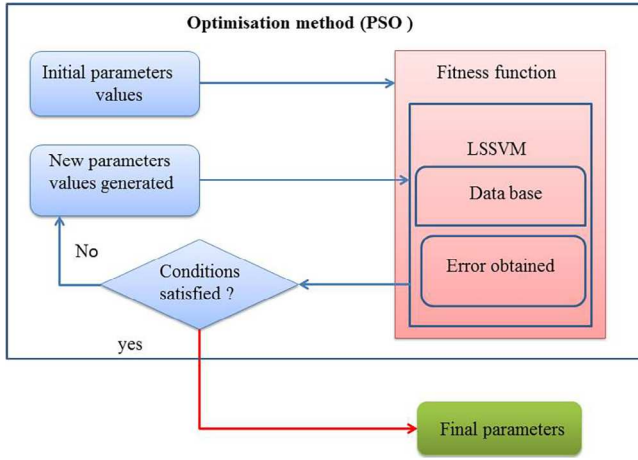 Optimisation method (PSO )
Initial parameters
values
Fitness function
New parameters
values generated
LSSVM
Data base
No
Conditions
satisfied ?
Error obtained
yes
Final parameters